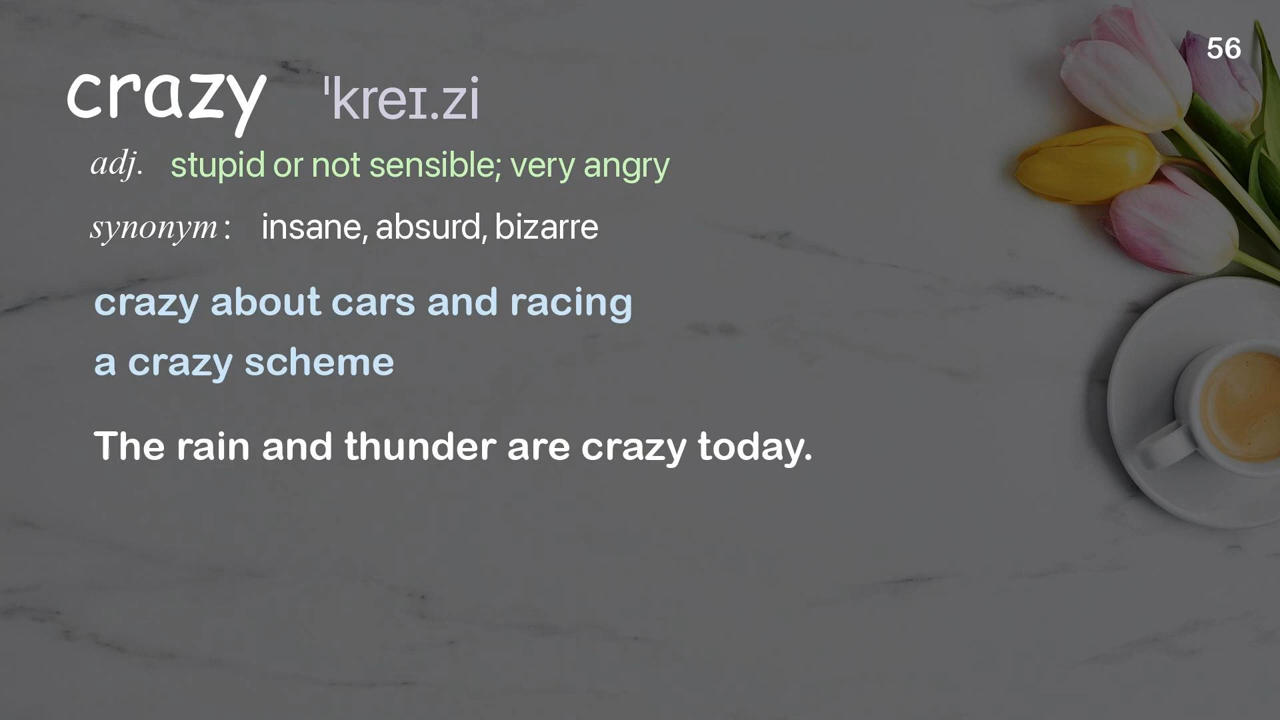 56
crazy ˈkreɪ.zi
adj. stupid or not sensible; very angry
synonym: insane, absurd, bizarre
crazy about cars and racing
a crazy scheme
The rain and thunder are crazy today.